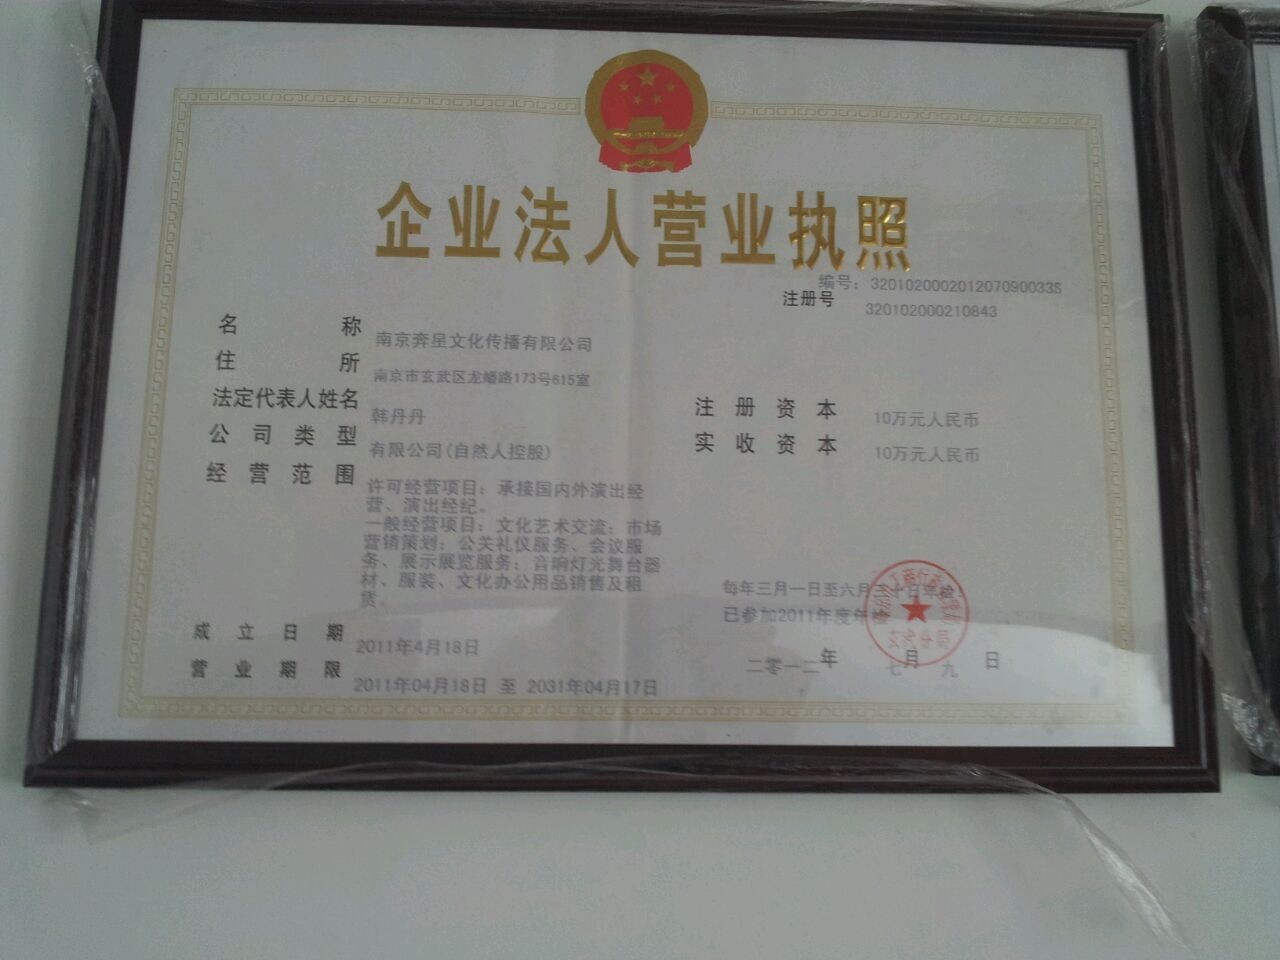 企业法人营业执照
编号：320102000201207090033S
注册号 320102000210843
名称 南京奔星文化传播有限公司
住所 南京市玄武区龙蟠路173号615室
法定代表人姓名 韩丹丹
注册资本 10万元人民币
公司类型 有限公司(自然人控股)
实收资本 10万元人民币
经营范围 许可经营项目：承接国内外演出经
营、演出经纪。
一般经营项目：文化艺术交流；市场
营销策划；公关礼仪服务、会议服
务、展示展览服务；音响灯光舞台器
材、服装、文化办公用品销售及租
赁。
每年三月一日至六月三十日年检
已参加2011年度年检
成立日期 2011年4月18日
营业期限 2011年04月18日 至 2031年04月17日
二零一二年 七月 九日
玄武分局